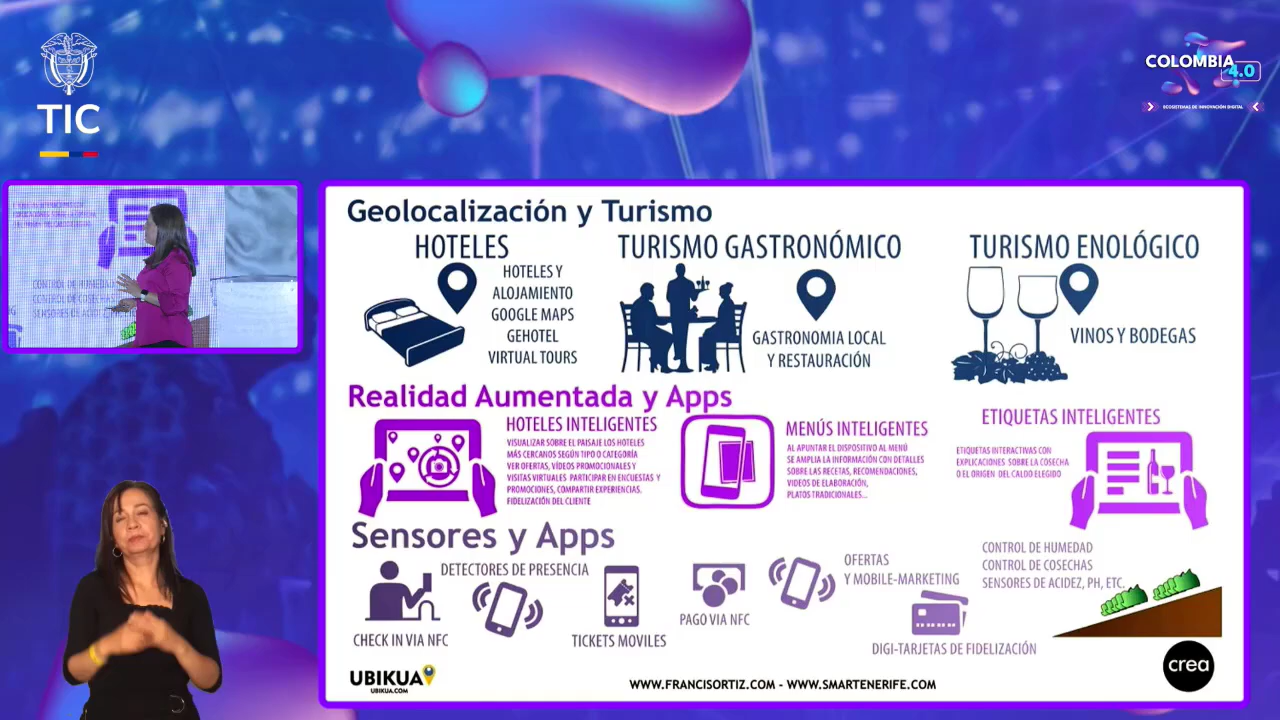 TIC
COLOMBIA
4.0
ECOSISTEMAS DE INNOVACIÓN DIGITAL
CONTROL DE HUMEDAD
CONTROL DE COSECHAS
Geolocalización y Turismo
HOTELES
HOTELES Y
ALOJAMIENTO
GOOGLE MAPS
GEHOTEL
VIRTUAL TOURS
TURISMO GASTRONÓMICO
GASTRONOMIA LOCAL
Y RESTAURACIÓN
TURISMO ENOLÓGICO
VINOS Y BODEGAS
Realidad Aumentada y Apps
HOTELES INTELIGENTES
VISUALIZAR SOBRE EL PAISAJE LOS HOTELES
MÁS CERCANOS SEGÚN TIPO O CATEGORÍA
VER OFERTAS, VÍDEOS PROMOCIONALES Y
VISITAS VIRTUALES PARTICIPAR EN ENCUESTAS Y
PROMOCIONES, COMPARTIR EXPERIENCIAS.
FIDELIZACIÓN DEL CLIENTE
MENÚS INTELIGENTES
AL APUNTAR EL DISPOSITIVO AL MENÚ
SE AMPLIA LA INFORMACIÓN CON DETALLES
SOBRE LAS RECETAS, RECOMENDACIONES,
VIDEOS DE ELABORACIÓN,
PLATOS TRADICIONALES...
ETIQUETAS INTELIGENTES
ETIQUETAS INTERACTIVAS CON
EXPLICACIONES SOBRE LA COSECHA
O EL ORIGEN DEL CALDO ELEGIDO
Sensores y Apps
DETECTORES DE PRESENCIA
CHECK IN VIA NFC
TICKETS MOVILES
PAGO VIA NFC
OFERTAS
Y MOBILE-MARKETING
DIGI-TARJETAS DE FIDELIZACIÓN
CONTROL DE HUMEDAD
CONTROL DE COSECHAS
SENSORES DE ACIDEZ, PH, ETC.
UBIKUA
UBIKUA.COM
WWW.FRANCISORTIZ.COM - WWW.SMARTENERIFE.COM
crea